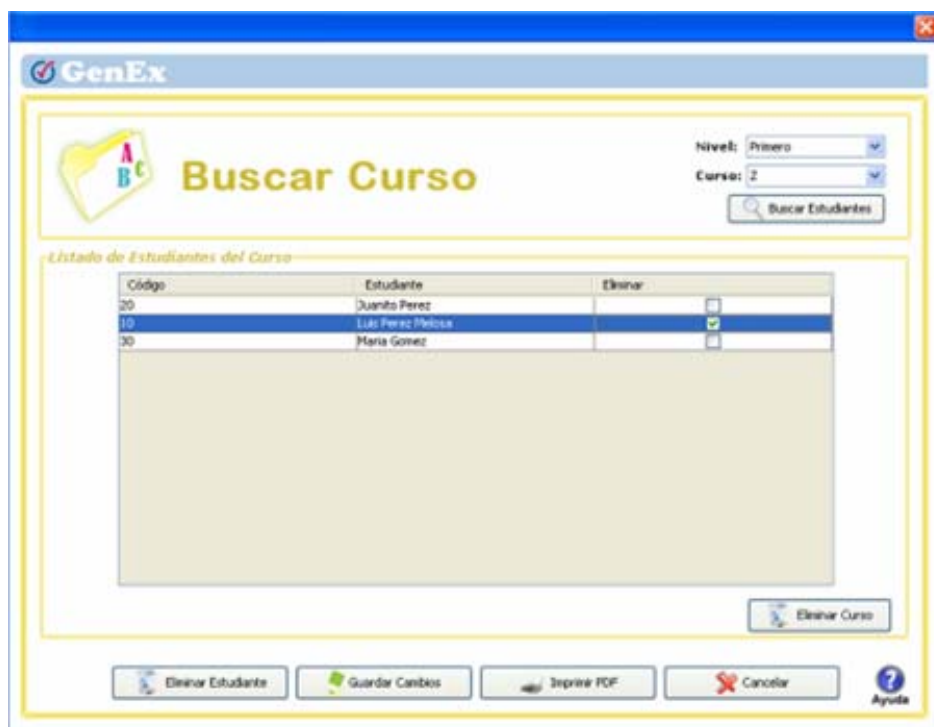 GenEx
A
B C
Buscar Curso
Nivel: Primero
Curso: 2
Buscar Estudiantes
Listado de Estudiantes del Curso
Código Estudiante Eliminar
20 Juanito Perez
10 Luis Perez Melosa
30 Maria Gomez
Eliminar Curso
Eliminar Estudiante Guardar Cambios Imprimir PDF Cancelar
Ayuda